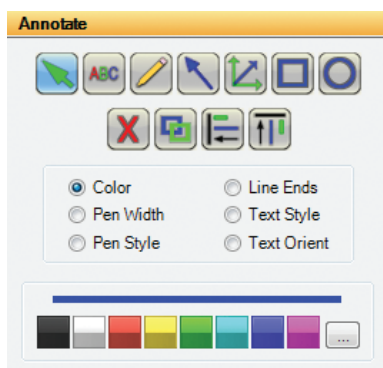 Annotate
ABC
X
Color
Line Ends
Pen Width
Text Style
Pen Style
Text Orient
...